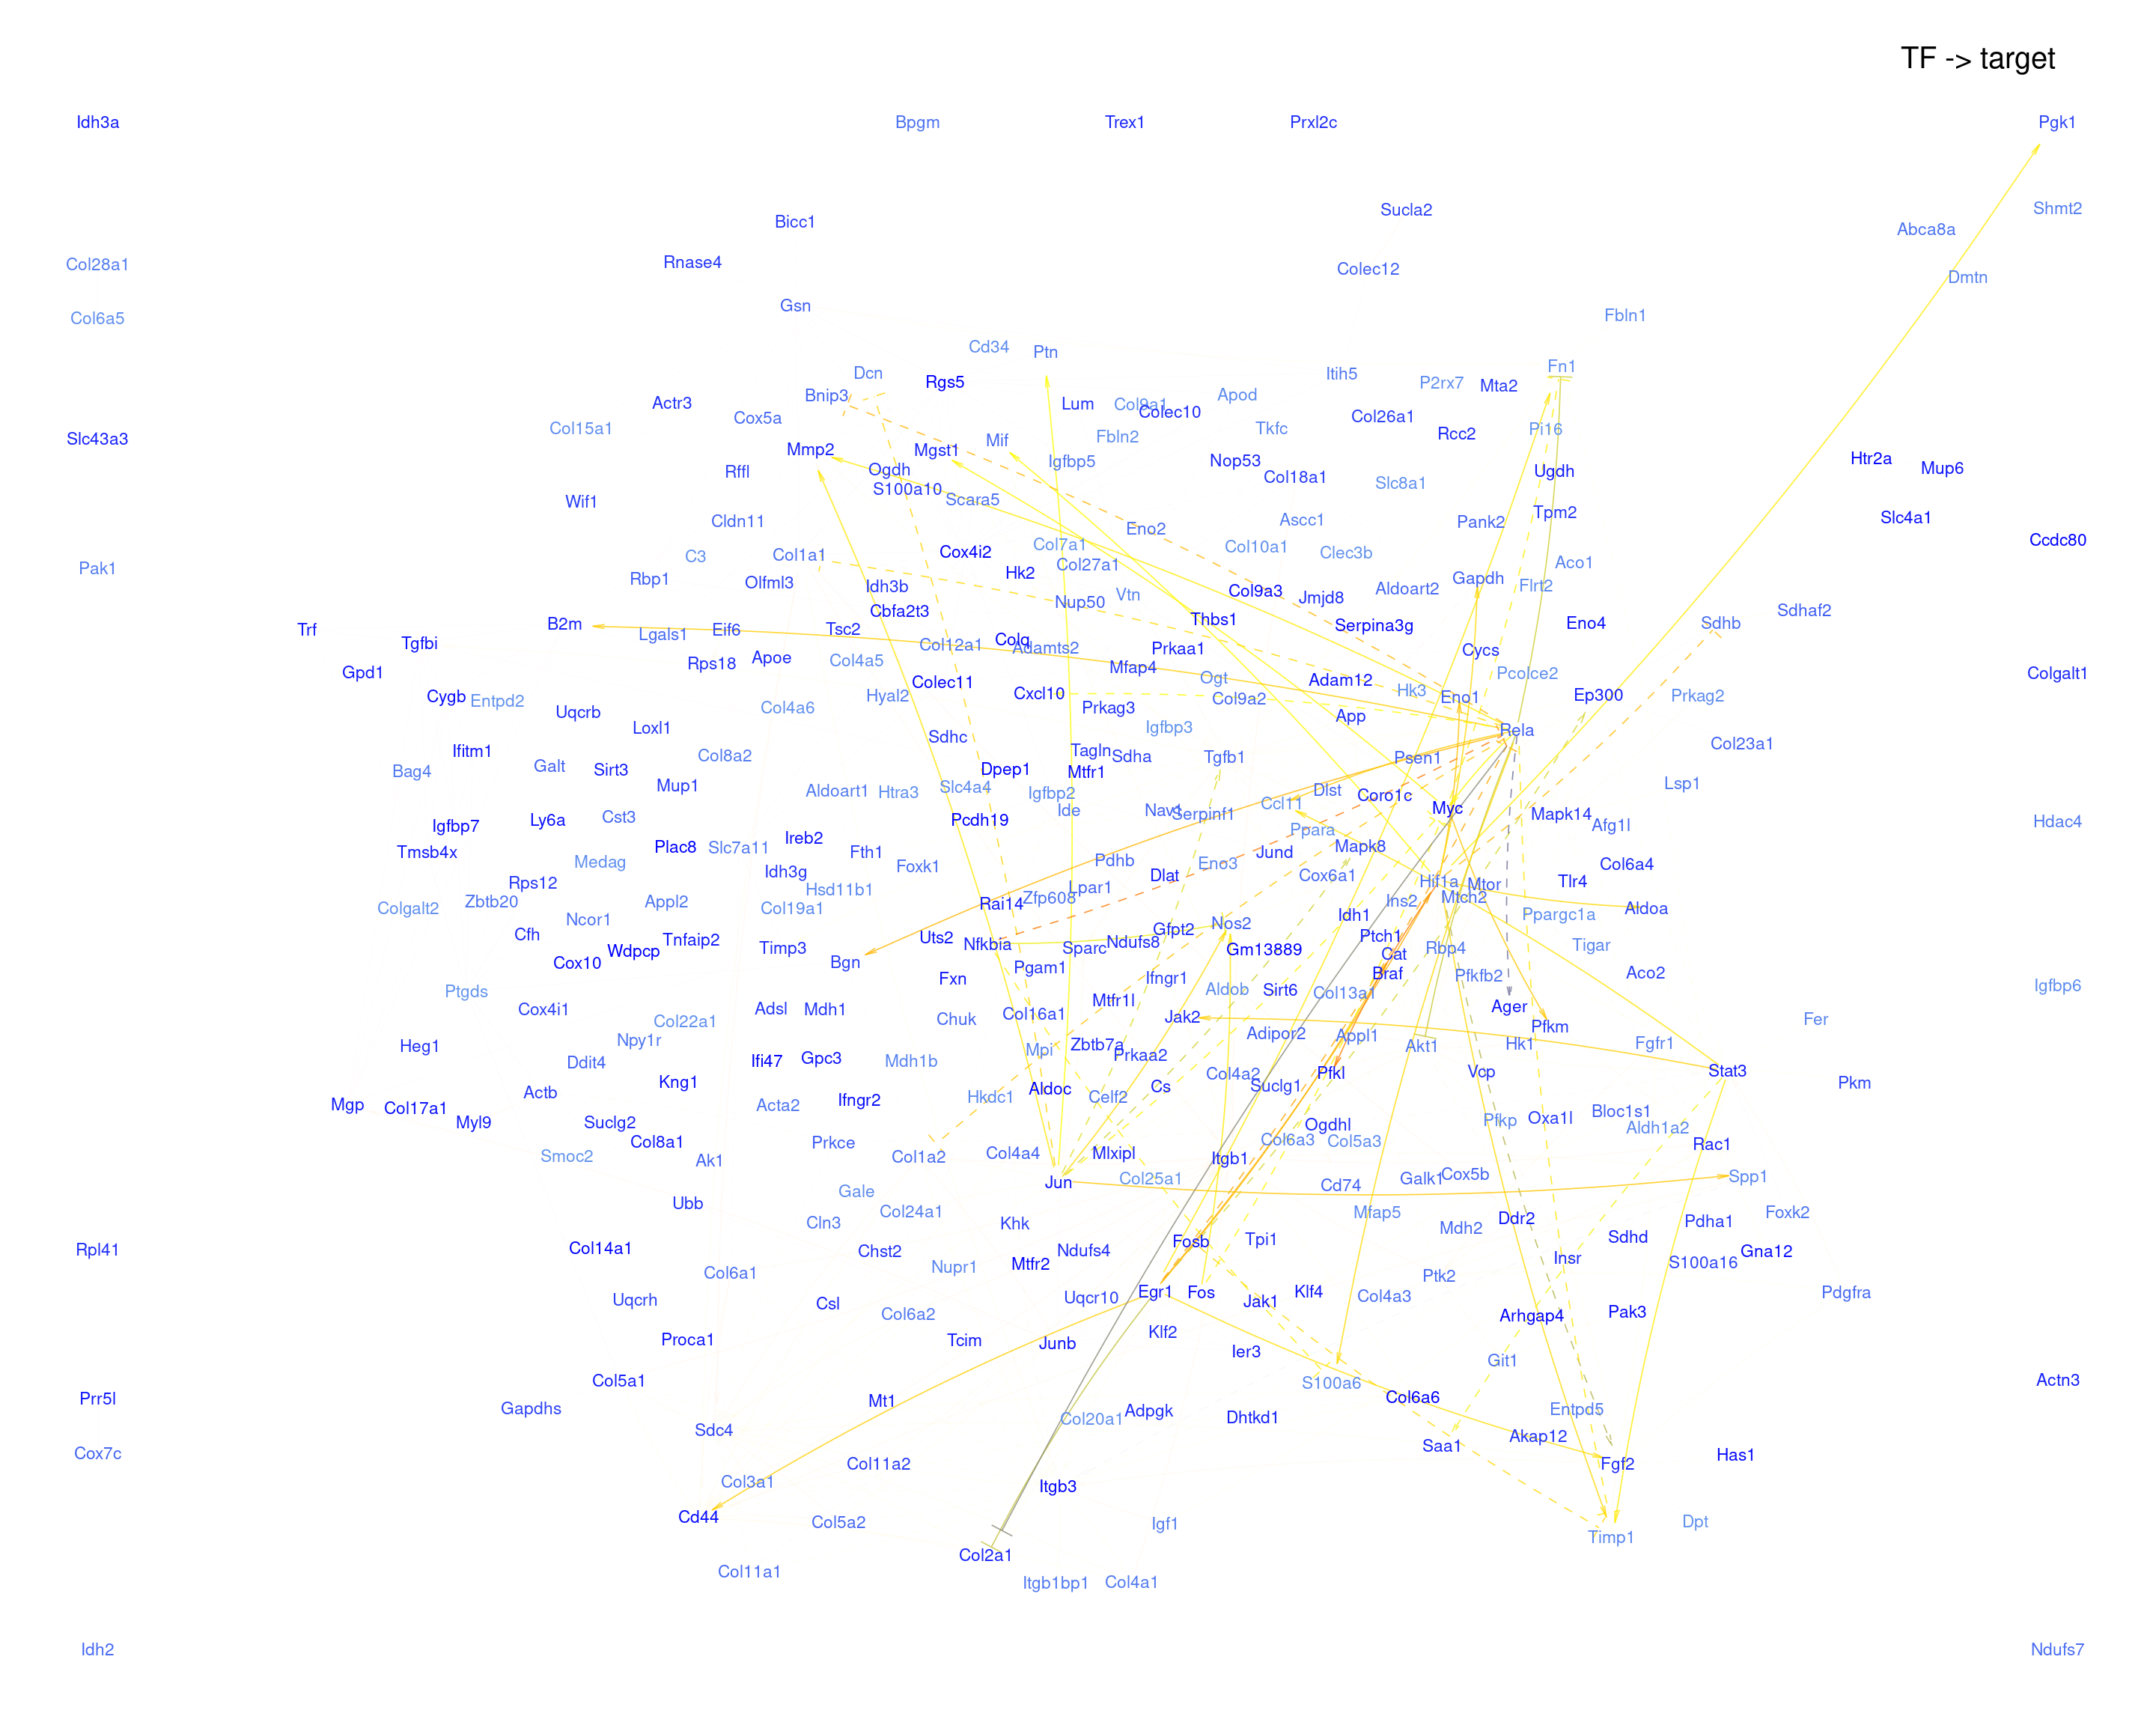 TF -> target
Idh3a
Bpgm
Trex1
Prxl2c
Pgk1
Sucla2
Shmt2
Bicc1
Abca8a
Rnase4
Col28a1
Colec12
Dmtn
Gsn
Fbln1
Col6a5
Cd34
Ptn
Dcn
Itih5
Fn1
Rgs5
P2rx7
Mta2
Bnip3
Apod
Actr3
Lum
Col9a1
Colec10
Cox5a
Col26a1
Col15a1
Tkfc
Pi16
Slc43a3
Fbln2
Rcc2
Mmp2
Mgst1
Mif
Igfbp5
Nop53
Htr2a
Mup6
Rffl
Ogdh
Ugdh
Col18a1
Slc8a1
S100a10
Scara5
Wif1
Cldn11
Eno2
Ascc1
Pank2
Tpm2
Slc4a1
Ccdc80
C3
Col1a1
Cox4i2
Col7a1
Col10a1
Clec3b
Aco1
Pak1
Col27a1
Hk2
Rbp1
Olfml3
Idh3b
Col9a3
Aldoart2
Gapdh
Flrt2
Vtn
Nup50
Jmjd8
Cbfa2t3
Thbs1
Sdhaf2
Trf
B2m
Eif6
Tsc2
Serpina3g
Eno4
Sdhb
Lgals1
Tgfbi
Col12a1
Colq
Adamts2
Prkaa1
Cycs
Rps18
Apoe
Col4a5
Mfap4
Gpd1
Pcolce2
Colgalt1
Ogt
Colec11
Adam12
Cygb
Entpd2
Hyal2
Cxcl10
Col9a2
Hk3
Eno1
Ep300
Prkag2
Uqcrb
Col4a6
Prkag3
App
Loxl1
Igfbp3
Rela
Sdhc
Col23a1
Ifitm1
Col8a2
Tagln
Sdha
Tgfb1
Psen1
Bag4
Galt
Sirt3
Dpep1
Mtfr1
Mup1
Aldoart1
Htra3
Slc4a4
Igfbp2
Lsp1
Dlst
Coro1c
Ccl11
Myc
Igfbp7
Ly6a
Cst3
Pcdh19
Ide
Nav1
Serpinf1
Mapk14
Afg1l
Hdac4
Ppara
Tmsb4x
Plac8
Slc7a11
Ireb2
Fth1
Jund
Mapk8
Medag
Idh3g
Foxk1
Pdhb
Eno3
Col6a4
Rps12
Hsd11b1
Lpar1
Dlat
Cox6a1
Hif1a
Mtor
Tlr4
Colgalt2
Zbtb20
Appl2
Col19a1
Rai14
Zfp608
Ins2
Mtch2
Aldoa
Ncor1
Nos2
Idh1
Ppargc1a
Cfh
Tnfaip2
Uts2
Nfkbia
Gfpt2
Ptch1
Wdpcp
Timp3
Sparc
Ndufs8
Gm13889
Cat
Rbp4
Tigar
Cox10
Bgn
Pgam1
Braf
Pfkfb2
Aco2
Fxn
Ifngr1
Ptgds
Aldob
Sirt6
Col13a1
Igfbp6
Cox4i1
Adsl
Mdh1
Mtfr1l
Ager
Col22a1
Chuk
Col16a1
Jak2
Pfkm
Fer
Heg1
Npy1r
Mpi
Zbtb7a
Adipor2
Appl1
Akt1
Hk1
Fgfr1
Ddit4
Ifi47
Gpc3
Mdh1b
Prkaa2
Kng1
Col4a2
Suclg1
Pfkl
Vcp
Stat3
Pkm
Actb
Aldoc
Cs
Mgp
Col17a1
Acta2
Ifngr2
Hkdc1
Celf2
Myl9
Suclg2
Ogdhl
Pfkp
Oxa1l
Bloc1s1
Aldh1a2
Col8a1
Prkce
Col6a3
Col5a3
Rac1
Smoc2
Ak1
Col1a2
Col4a4
Mlxipl
Itgb1
Jun
Col25a1
Cd74
Galk1
Cox5b
Spp1
Ubb
Gale
Col24a1
Mfap5
Ddr2
Pdha1
Foxk2
Cln3
Khk
Mdh2
Rpl41
Col14a1
Chst2
Ndufs4
Fosb
Tpi1
Sdhd
Gna12
Col6a1
Nupr1
Mtfr2
Insr
S100a16
Ptk2
Uqcrh
Csl
Uqcr10
Egr1
Fos
Jak1
Klf4
Col4a3
Pdgfra
Col6a2
Arhgap4
Pak3
Proca1
Tcim
Junb
Klf2
Ier3
Git1
Col5a1
S100a6
Actn3
Prr5l
Gapdhs
Mt1
Col6a6
Col20a1
Adpgk
Dhtkd1
Entpd5
Sdc4
Saa1
Akap12
Cox7c
Col11a2
Fgf2
Has1
Col3a1
Itgb3
Cd44
Col5a2
Igf1
Timp1
Dpt
Col2a1
Col11a1
Itgb1bp1
Col4a1
Idh2
Ndufs7